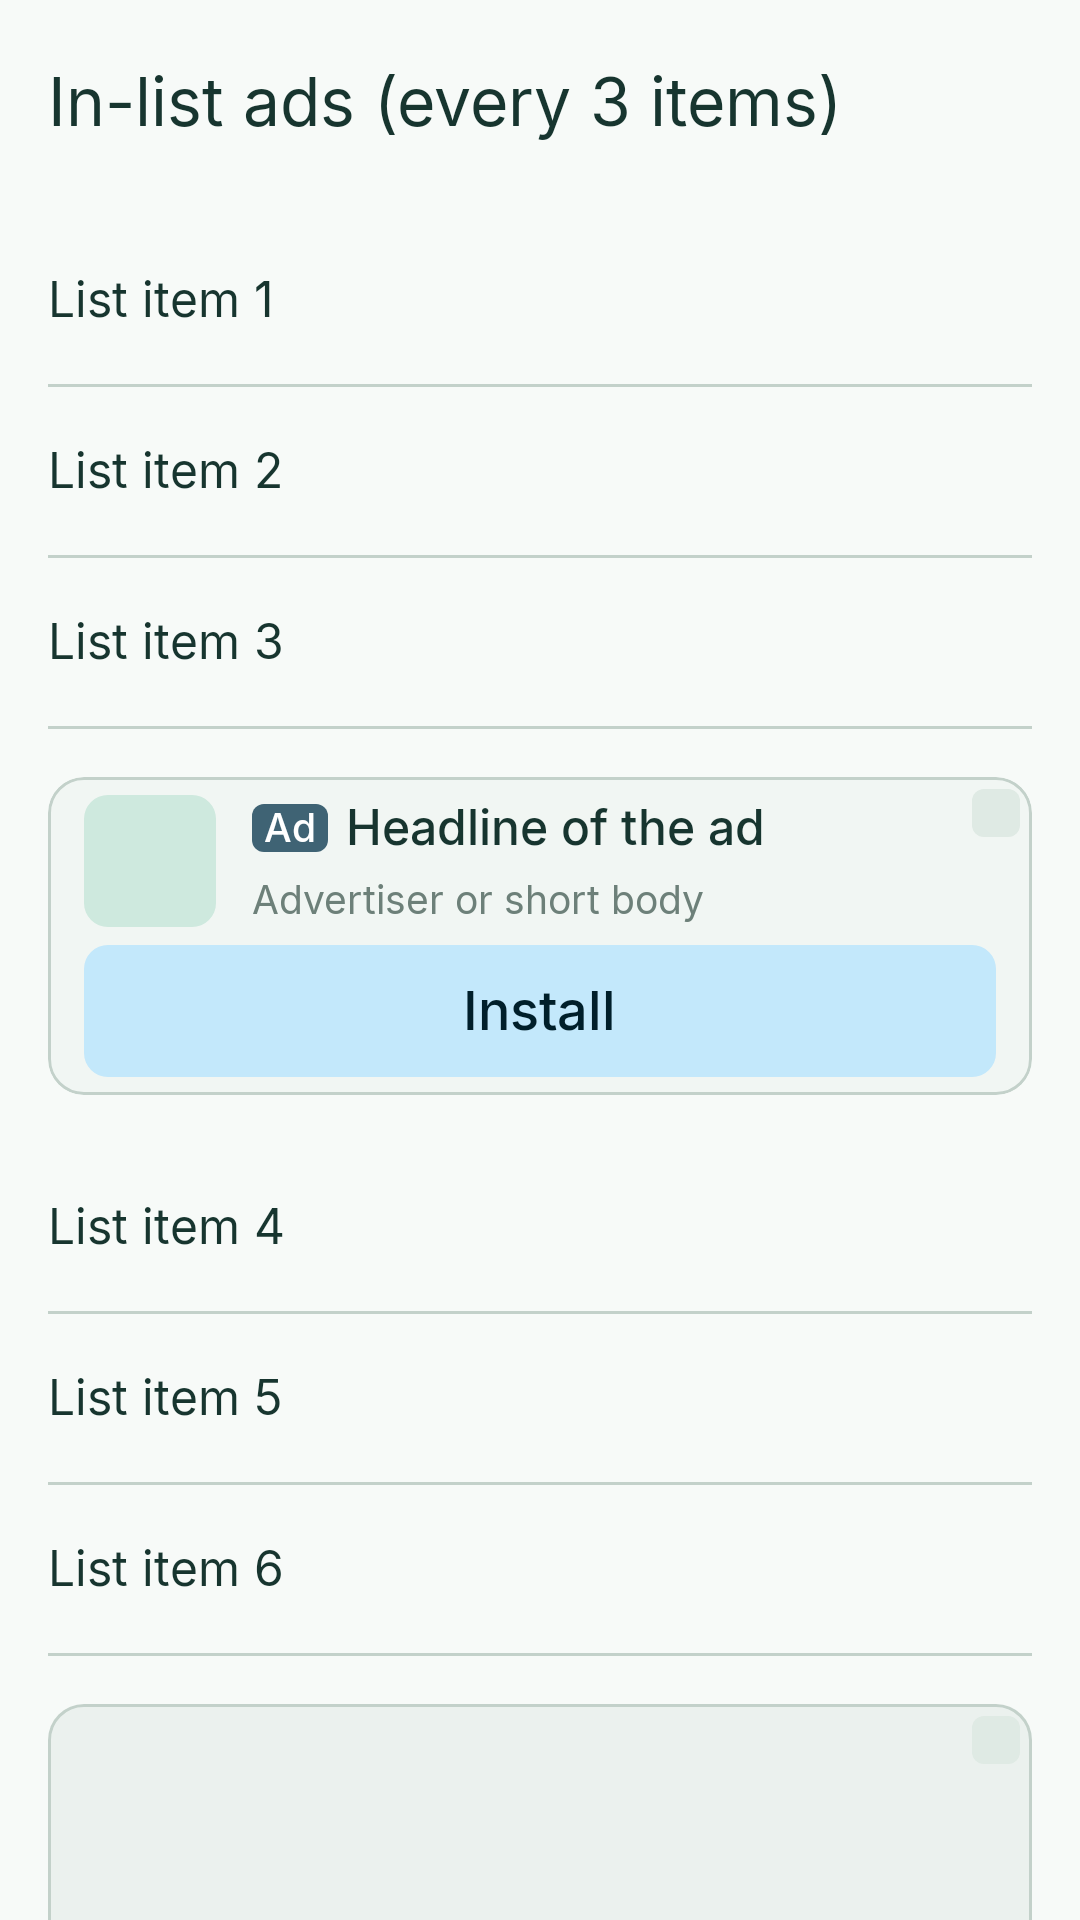 In-list ads (every 3 items)
List item 1
List item 2
List item 3
Ad Headline of the ad
Advertiser or short body
Install
List item 4
List item 5
List item 6